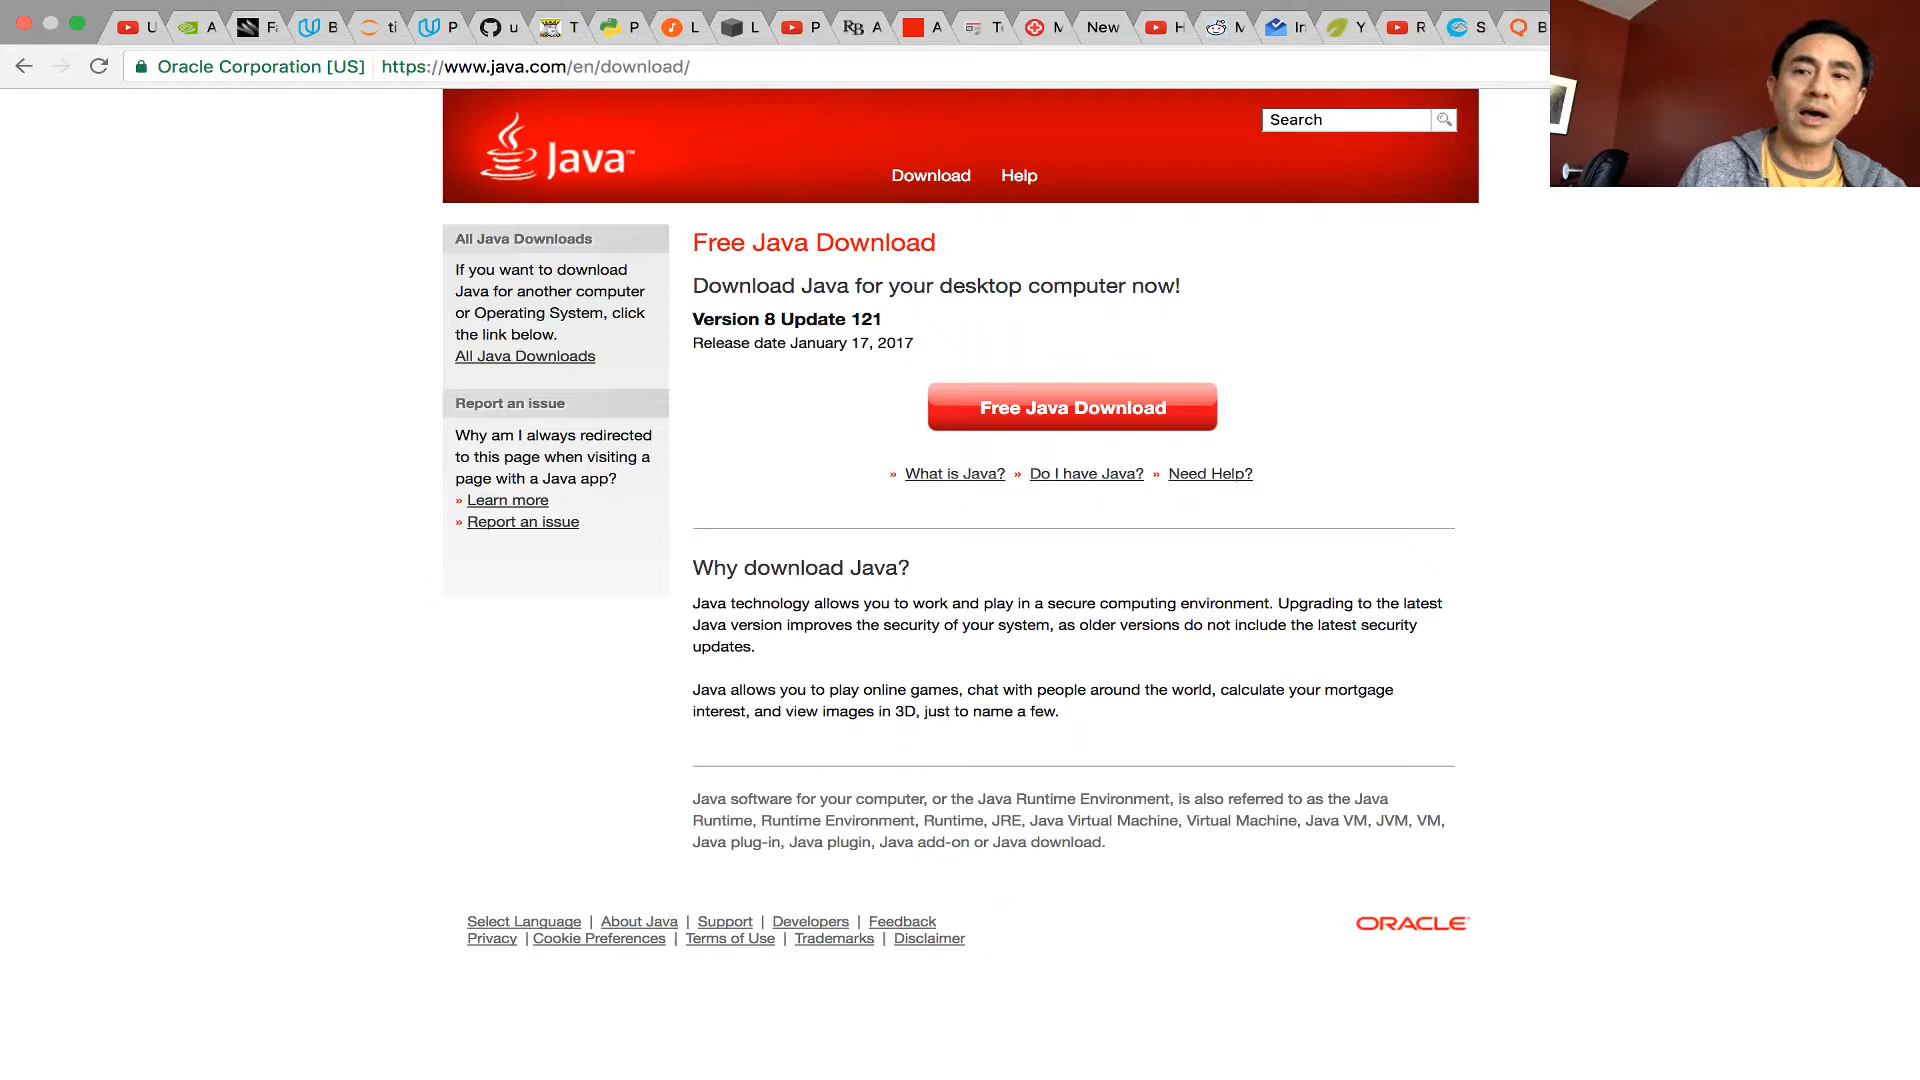 U
A
F
B
ti
P
u
T
P
L
L
P
RB A
A
To
M
New
H
M
In
Y
R
S
B
Oracle Corporation [US] https://www.java.com/en/download/
Java™
Search
Download Help
All Java Downloads
If you want to download
Java for another computer
or Operating System, click
the link below.
All Java Downloads
Report an issue
Why am I always redirected
to this page when visiting a
page with a Java app?
» Learn more
» Report an issue
Free Java Download
Download Java for your desktop computer now!
Version 8 Update 121
Release date January 17, 2017
Free Java Download
» What is Java? » Do I have Java? » Need Help?
Why download Java?
Java technology allows you to work and play in a secure computing environment. Upgrading to the latest
Java version improves the security of your system, as older versions do not include the latest security
updates.
Java allows you to play online games, chat with people around the world, calculate your mortgage
interest, and view images in 3D, just to name a few.
Java software for your computer, or the Java Runtime Environment, is also referred to as the Java
Runtime, Runtime Environment, Runtime, JRE, Java Virtual Machine, Virtual Machine, Java VM, JVM, VM,
Java plug-in, Java plugin, Java add-on or Java download.
Select Language | About Java | Support | Developers | Feedback
Privacy | Cookie Preferences | Terms of Use | Trademarks | Disclaimer
ORACLE